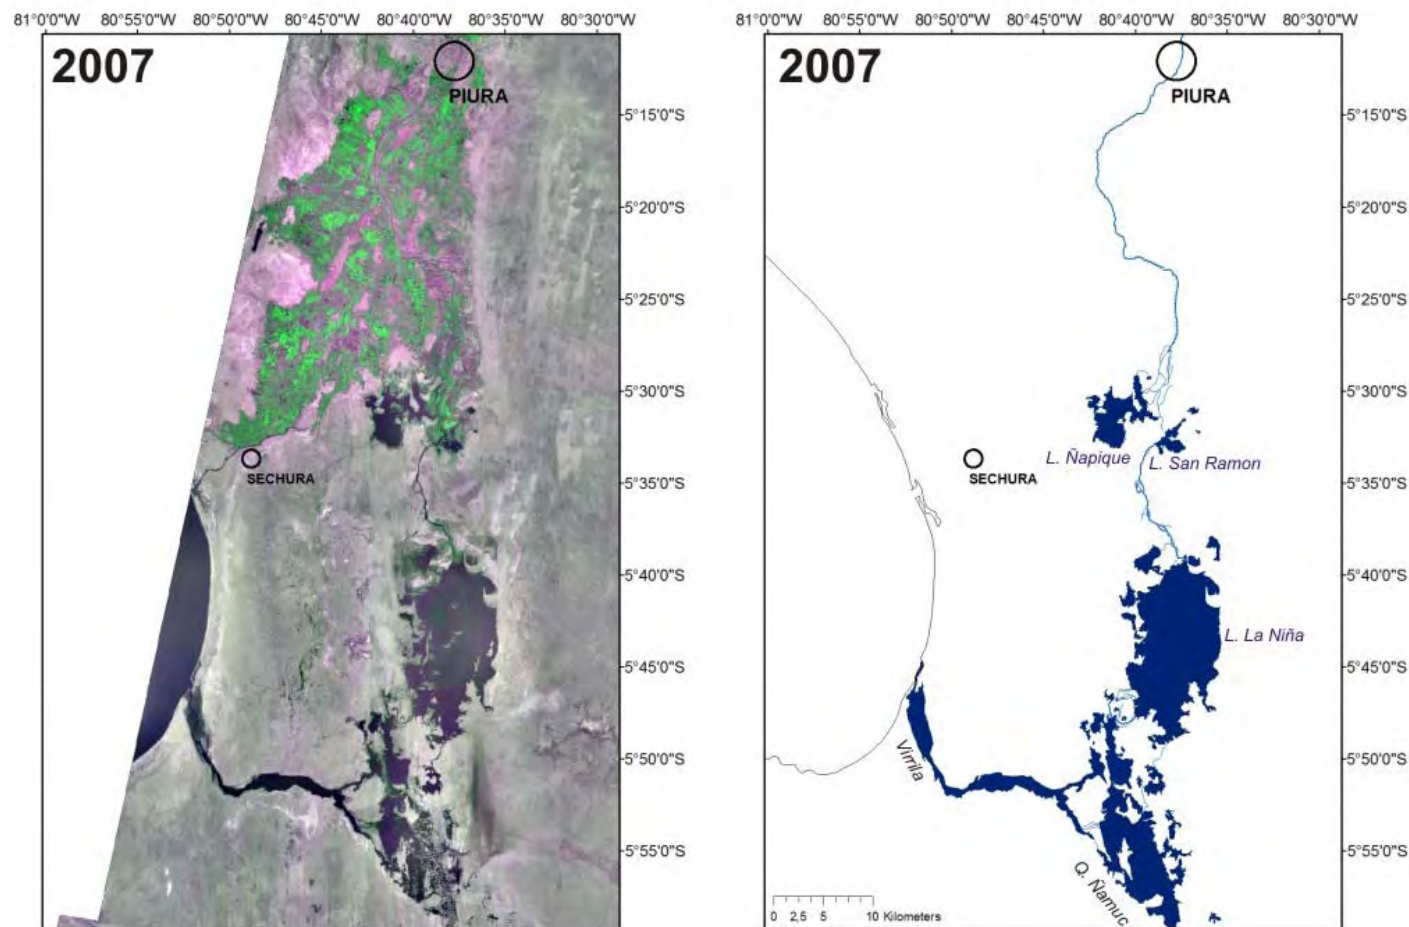 81°0'0"W 80°55'0"W 80°50'0"W 80°45'0"W 80°40'0"W 80°35'0"W 80°30'0"W
2007
PIURA
5°15'0"S
5°20'0"S
5°25'0"S
5°30'0"S
SECHURA
5°35'0"S
5°40'0"S
5°45'0"S
5°50'0"S
5°55'0"S
81°0'0"W 80°55'0"W 80°50'0"W 80°45'0"W 80°40'0"W 80°35'0"W 80°30'0"W
2007
PIURA
5°15'0"S
5°20'0"S
5°25'0"S
5°30'0"S
L. Ñapique
L. San Ramon
SECHURA
5°35'0"S
5°40'0"S
L. La Niña
5°45'0"S
5°50'0"S
Virrila
5°55'0"S
Q. Ñamuc
0 2,5 5 10 Kilometers